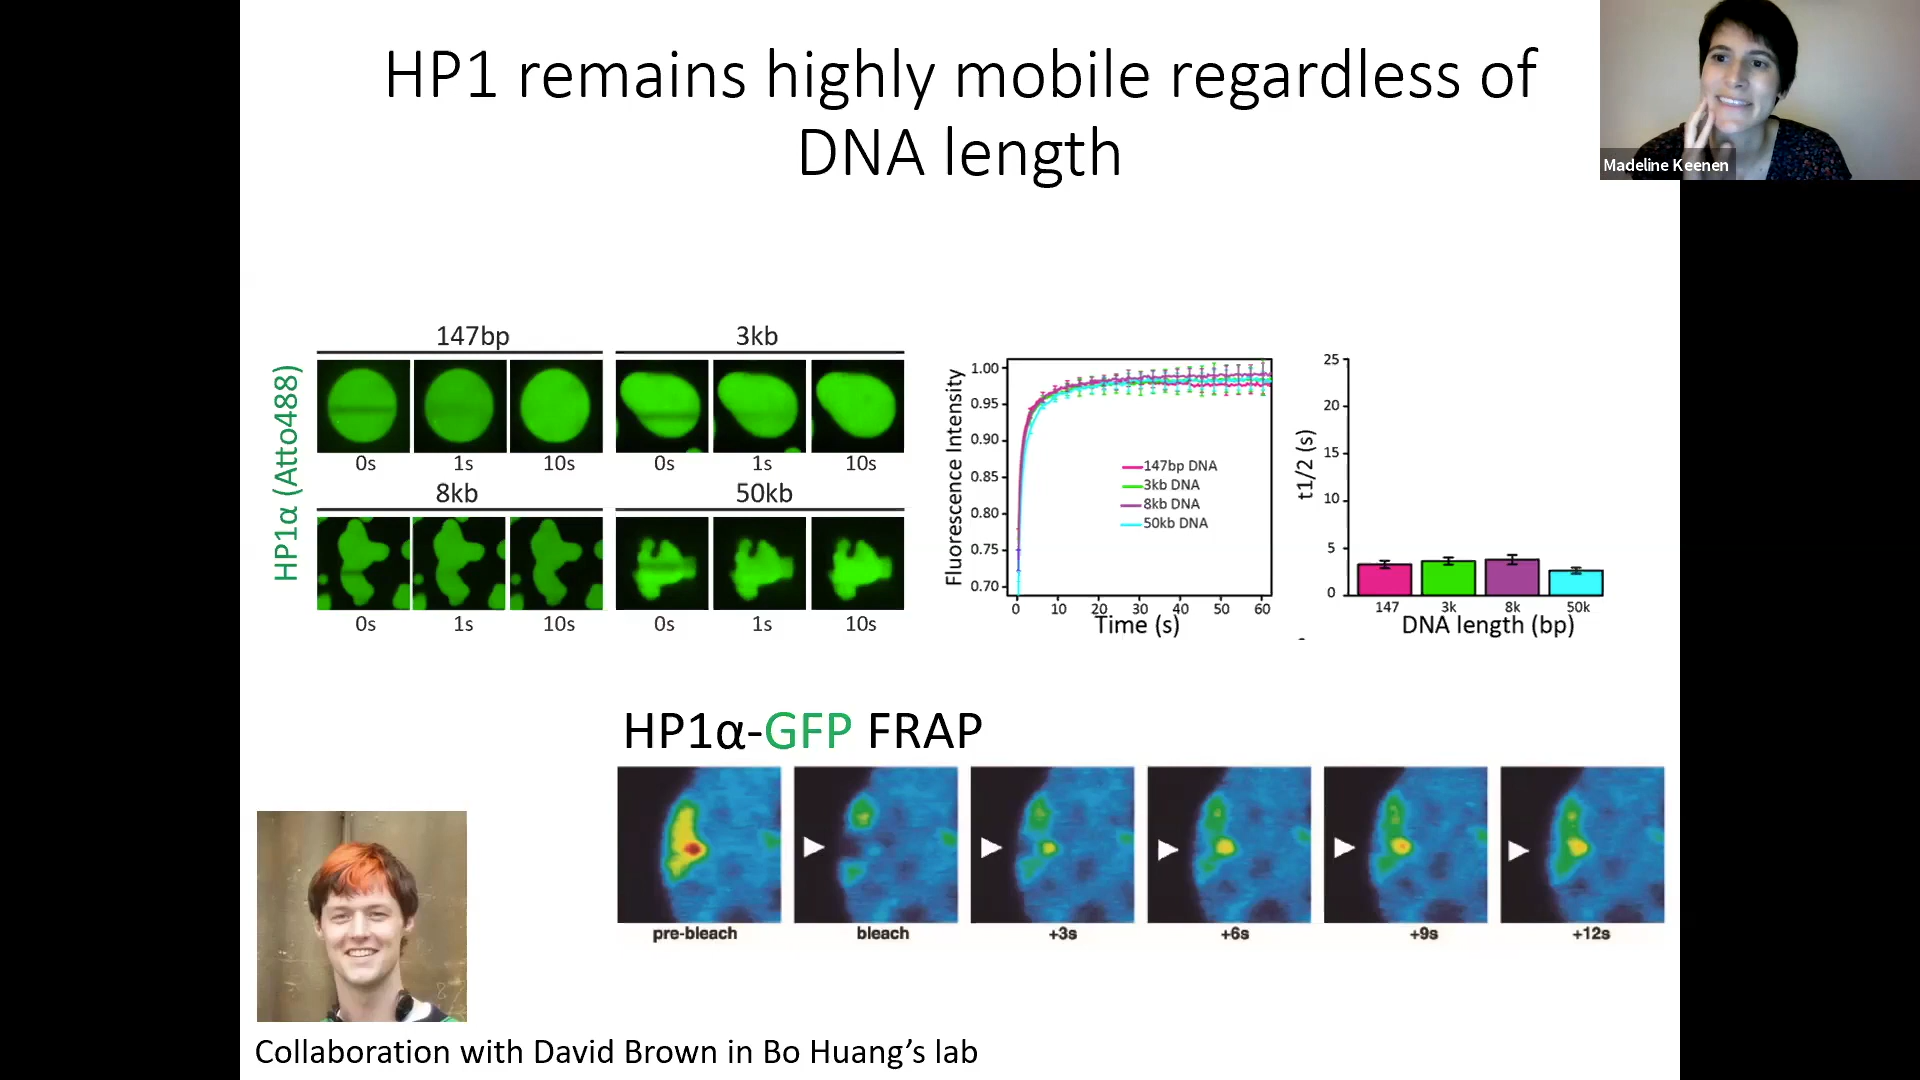 HP1 remains highly mobile regardless of
DNA length
Madeline Keenen
HP1α (Atto488)
147bp
3kb
0s
1s
10s
0s
1s
10s
8kb
50kb
0s
1s
10s
0s
1s
10s
Fluorescence Intensity
1.00
0.95
0.90
0.85
0.80
0.75
0.70
147bp DNA
3kb DNA
8kb DNA
50kb DNA
0 10 20 30 40 50 60
Time (s)
t1/2 (s)
25
20
15
10
5
0
147 3k 8k 50k
DNA length (bp)
HP1α-GFP FRAP
pre-bleach
bleach
+3s
+6s
+9s
+12s
Collaboration with David Brown in Bo Huang’s lab